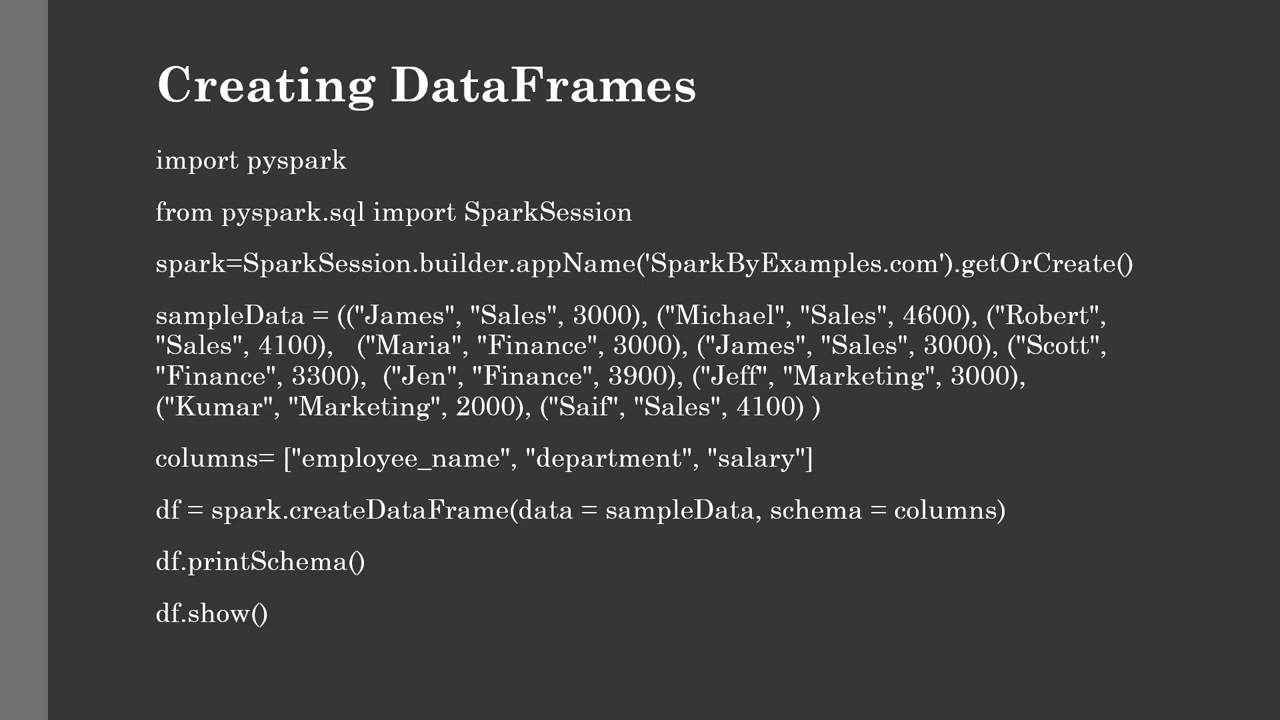 Creating DataFrames
import pyspark
from pyspark.sql import SparkSession
spark=SparkSession.builder.appName('SparkByExamples.com').getOrCreate()
sampleData = (("James", "Sales", 3000), ("Michael", "Sales", 4600), ("Robert",
"Sales", 4100),   ("Maria", "Finance", 3000), ("James", "Sales", 3000), ("Scott",
"Finance", 3300),  ("Jen", "Finance", 3900), ("Jeff", "Marketing", 3000),
("Kumar", "Marketing", 2000), ("Saif", "Sales", 4100) )
columns= ["employee_name", "department", "salary"]
df = spark.createDataFrame(data = sampleData, schema = columns)
df.printSchema()
df.show()